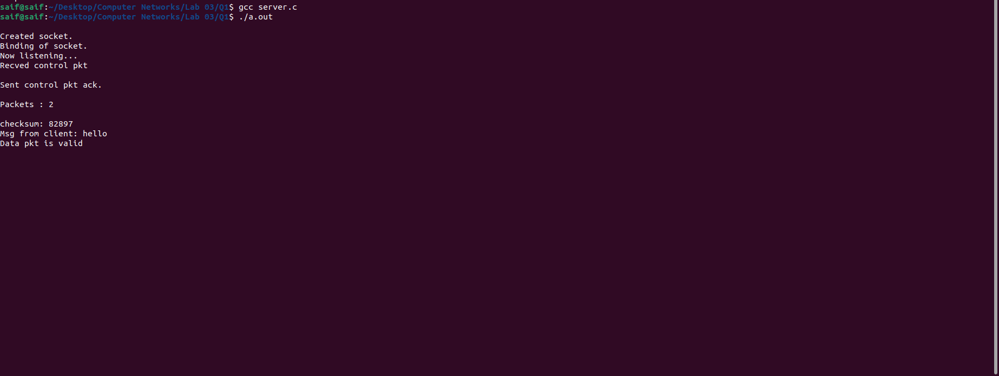 saif@saif:~/Desktop/Computer Networks/Lab 03/Q1$ gcc server.c
saif@saif:~/Desktop/Computer Networks/Lab 03/Q1$ ./a.out
Created socket.
Binding of socket.
Now listening...
Recved control pkt
Sent control pkt ack.
Packets : 2
checksum: 82897
Msg from client: hello
Data pkt is valid